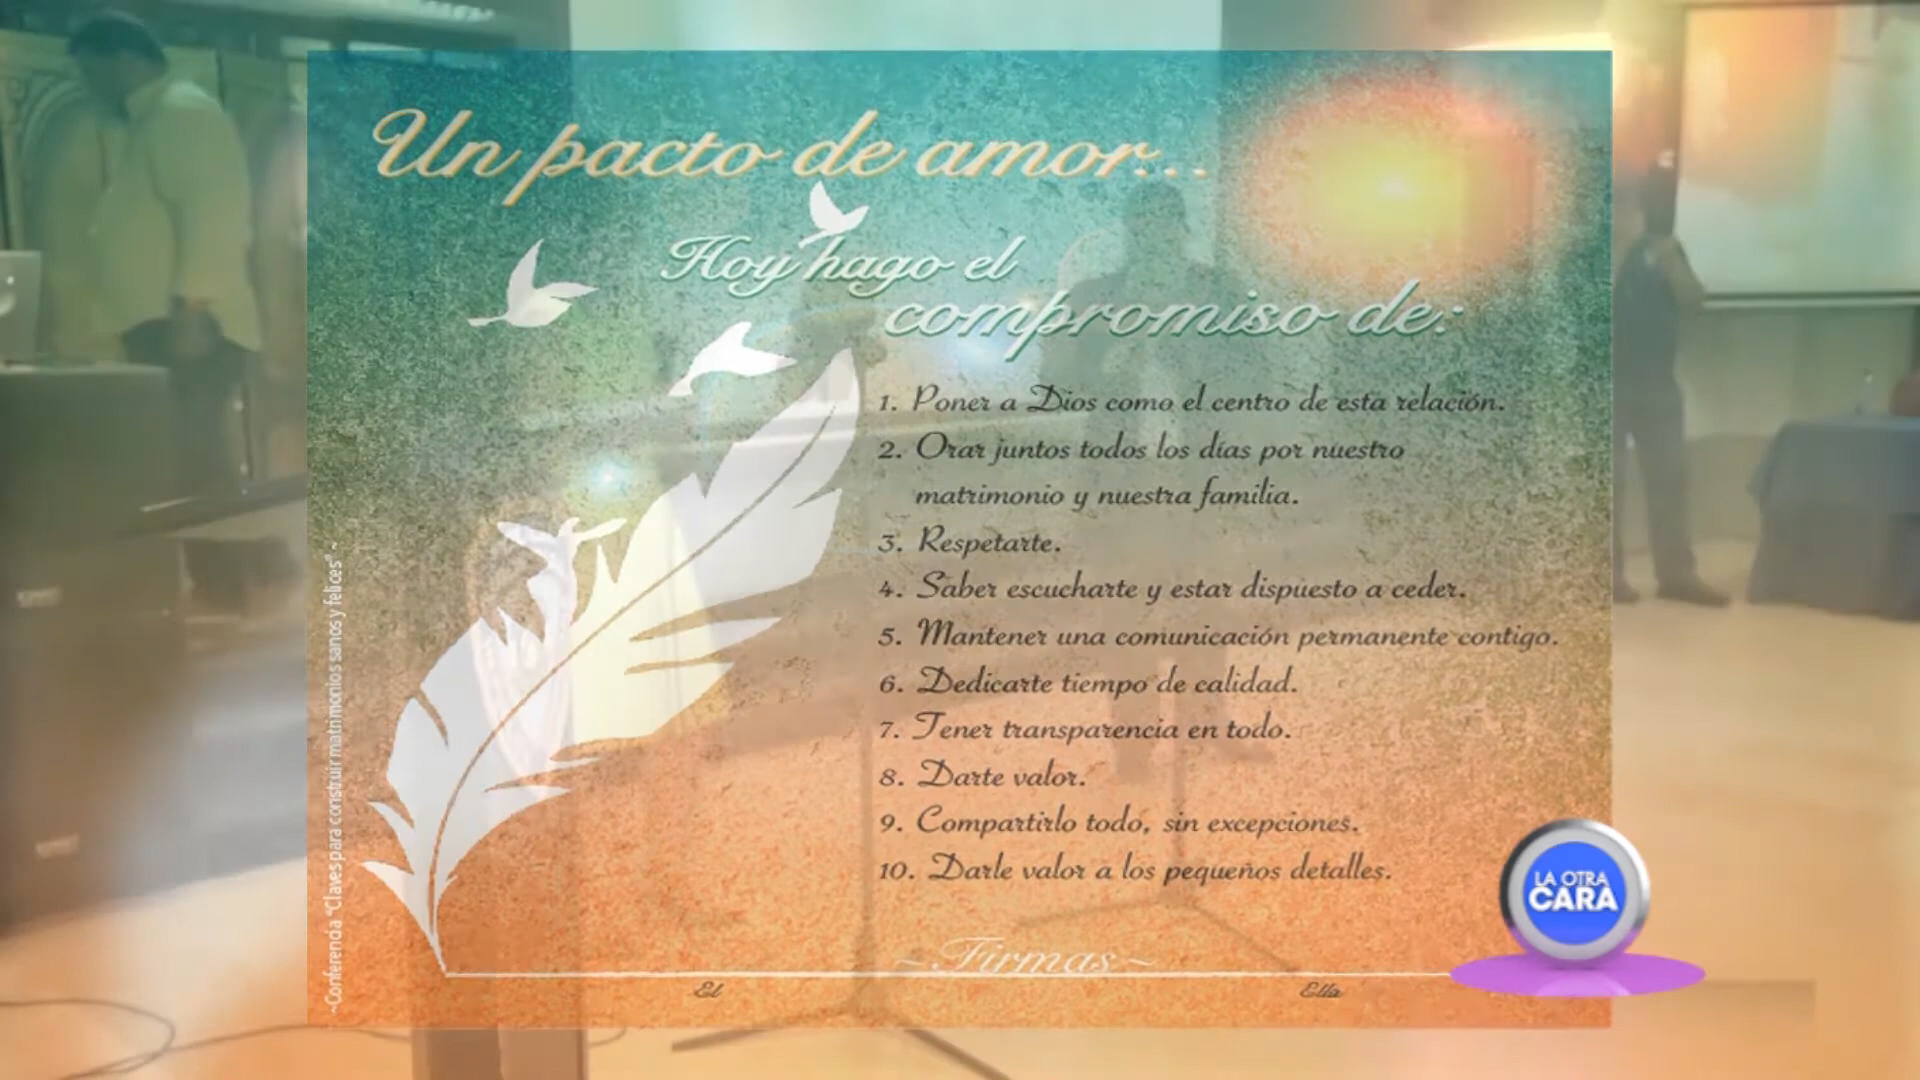 Un pacto de amor...
Hoy hago el
compromiso de:
1. Poner a Dios como el centro de esta relación.
2. Orar juntos todos los días por nuestro
matrimonio y nuestra familia.
3. Respetarte.
4. Saber escucharte y estar dispuesto a ceder.
5. Mantener una comunicación permanente contigo.
6. Dedicarte tiempo de calidad.
7. Tener transparencia en todo.
8. Darte valor.
9. Compartirlo todo, sin excepciones.
10. Darle valor a los pequeños detalles.
~Firmas~
El
Ella
~Conferencia "Claves para construir matrimonios sanos y felices" ~
LA OTRA
CARA